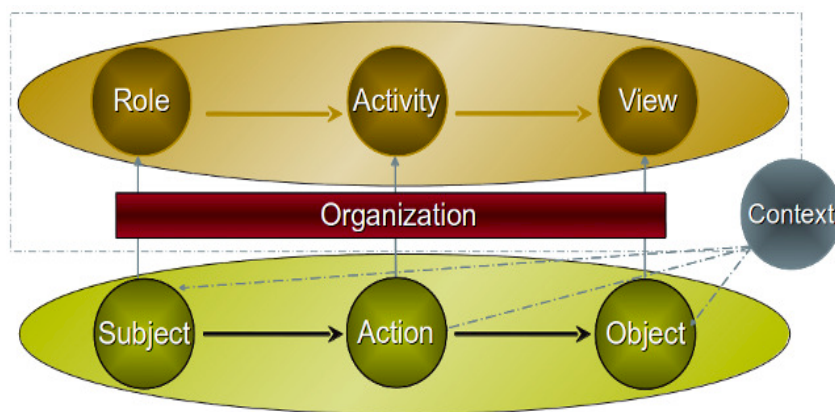 Role
Activity
View
Organization
Context
Subject
Action
Object